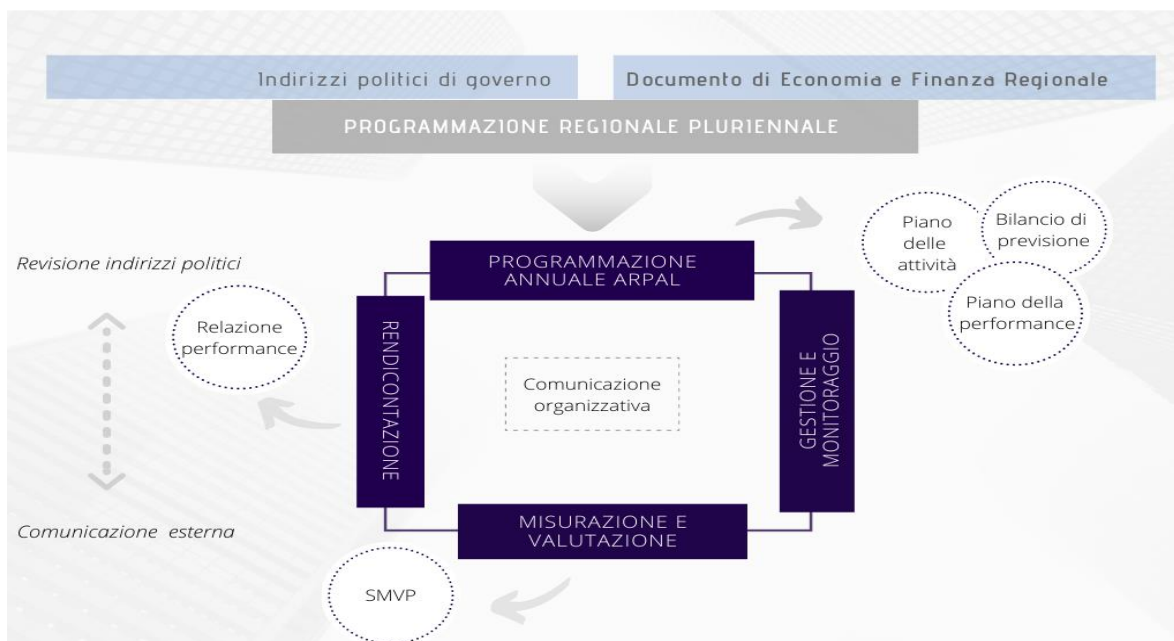 Indirizzi politici di governo
Documento di Economia e Finanza Regionale
PROGRAMMAZIONE REGIONALE PLURIENNALE
Piano
delle
attività
Bilancio di
previsione
Piano della
performance
PROGRAMMAZIONE
ANNUALE ARPAL
Revisione indirizzi politici
Relazione
performance
RENDICONTAZIONE
Comunicazione
organizzativa
GESTIONE E
MONITORAGGIO
Comunicazione esterna
MISURAZIONE E
VALUTAZIONE
SMVP